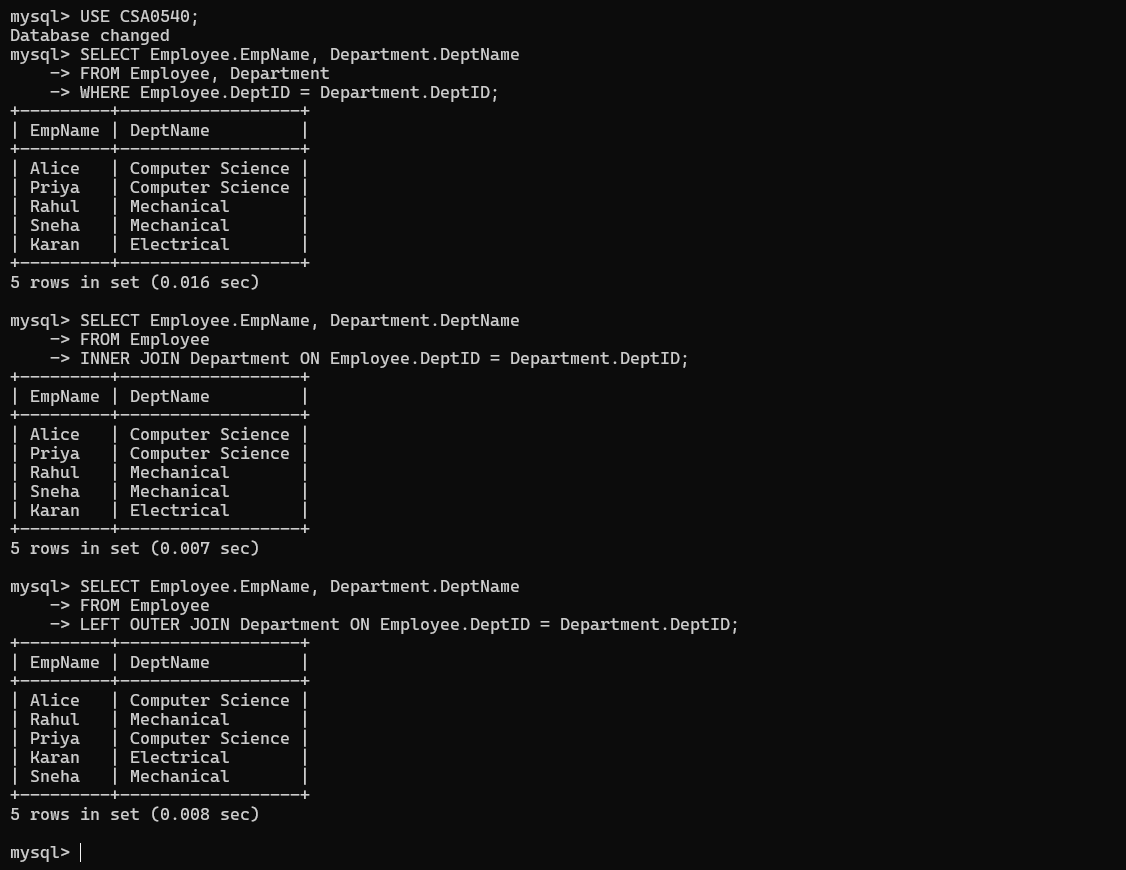 mysql> USE CSA0540;
Database changed
mysql> SELECT Employee.EmpName, Department.DeptName
    -> FROM Employee, Department
    -> WHERE Employee.DeptID = Department.DeptID;
+---------+------------------+
| EmpName | DeptName         |
+---------+------------------+
| Alice   | Computer Science |
| Priya   | Computer Science |
| Rahul   | Mechanical       |
| Sneha   | Mechanical       |
| Karan   | Electrical       |
+---------+------------------+
5 rows in set (0.016 sec)

mysql> SELECT Employee.EmpName, Department.DeptName
    -> FROM Employee
    -> INNER JOIN Department ON Employee.DeptID = Department.DeptID;
+---------+------------------+
| EmpName | DeptName         |
+---------+------------------+
| Alice   | Computer Science |
| Priya   | Computer Science |
| Rahul   | Mechanical       |
| Sneha   | Mechanical       |
| Karan   | Electrical       |
+---------+------------------+
5 rows in set (0.007 sec)

mysql> SELECT Employee.EmpName, Department.DeptName
    -> FROM Employee
    -> LEFT OUTER JOIN Department ON Employee.DeptID = Department.DeptID;
+---------+------------------+
| EmpName | DeptName         |
+---------+------------------+
| Alice   | Computer Science |
| Rahul   | Mechanical       |
| Priya   | Computer Science |
| Karan   | Electrical       |
| Sneha   | Mechanical       |
+---------+------------------+
5 rows in set (0.008 sec)

mysql>